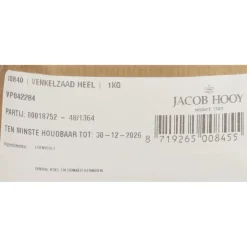 10840 | VENKELZAAD HEEL | 1KG
VP042284
PARTIJ: 00016752 - 40/1364
TEN MINSTE HOUDBAAR TOT: 30-12-2026
JACOB HOOY
8 719265 008455